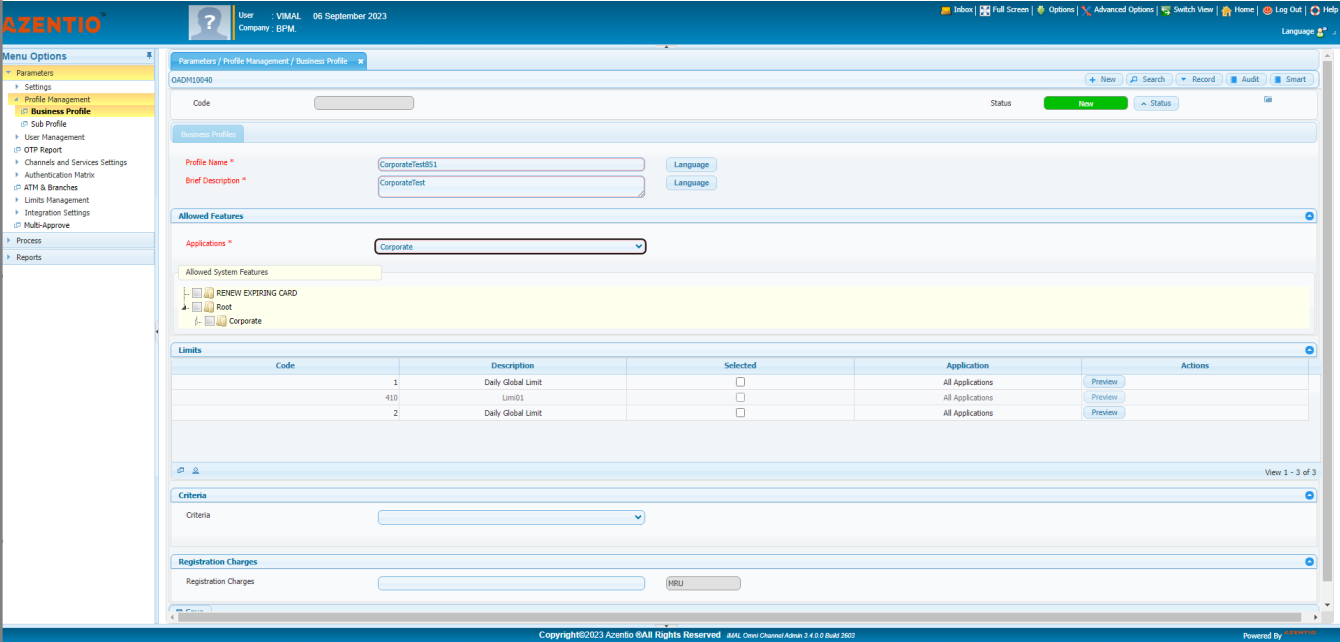 AZENTIO
?
User : VIMAL 06 September 2023
Company : BPM.
Inbox | Full Screen | Options | Advanced Options | Switch View | Home | Log Out | Help
Language
Menu Options
Parameters
Settings
Profile Management
Business Profile
Sub Profile
User Management
OTP Report
Channels and Services Settings
Authentication Matrix
ATM & Branches
Limits Management
Integration Settings
Multi-Approve
Process
Reports
Parameters / Profile Management / Business Profile
OADM10040
New Search Record Audit Smart
Code Status New Status
Business Profiles
Profile Name * CorporateTest851 Language
Brief Description * CorporateTest Language
Allowed Features
Applications * Corporate
Allowed System Features
RENEW EXPIRING CARD
Root
Corporate
Limits
Code Description Selected Application Actions
1 Daily Global Limit All Applications Preview
410 Limi01 All Applications Preview
2 Daily Global Limit All Applications Preview
View 1 - 3 of 3
Criteria
Criteria
Registration Charges
Registration Charges MRU
Save
Copyright©2023 Azentio ®All Rights Reserved IMAL Omni Channel Admin 3.4.0.0 Build 3603
Powered By AZENTIO